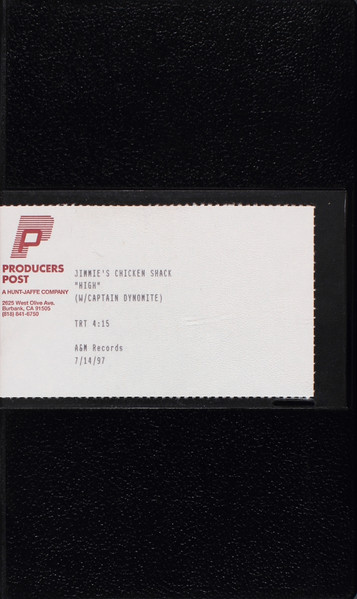 P
PRODUCERS
POST
A HUNT-JAFFE COMPANY
2625 West Olive Ave.
Burbank, CA 91505
(818) 841-6750
JIMMIE'S CHICKEN SHACK
"HIGH"
(W/CAPTAIN DYNOMITE)
TRT 4:15
A&M Records
7/14/97